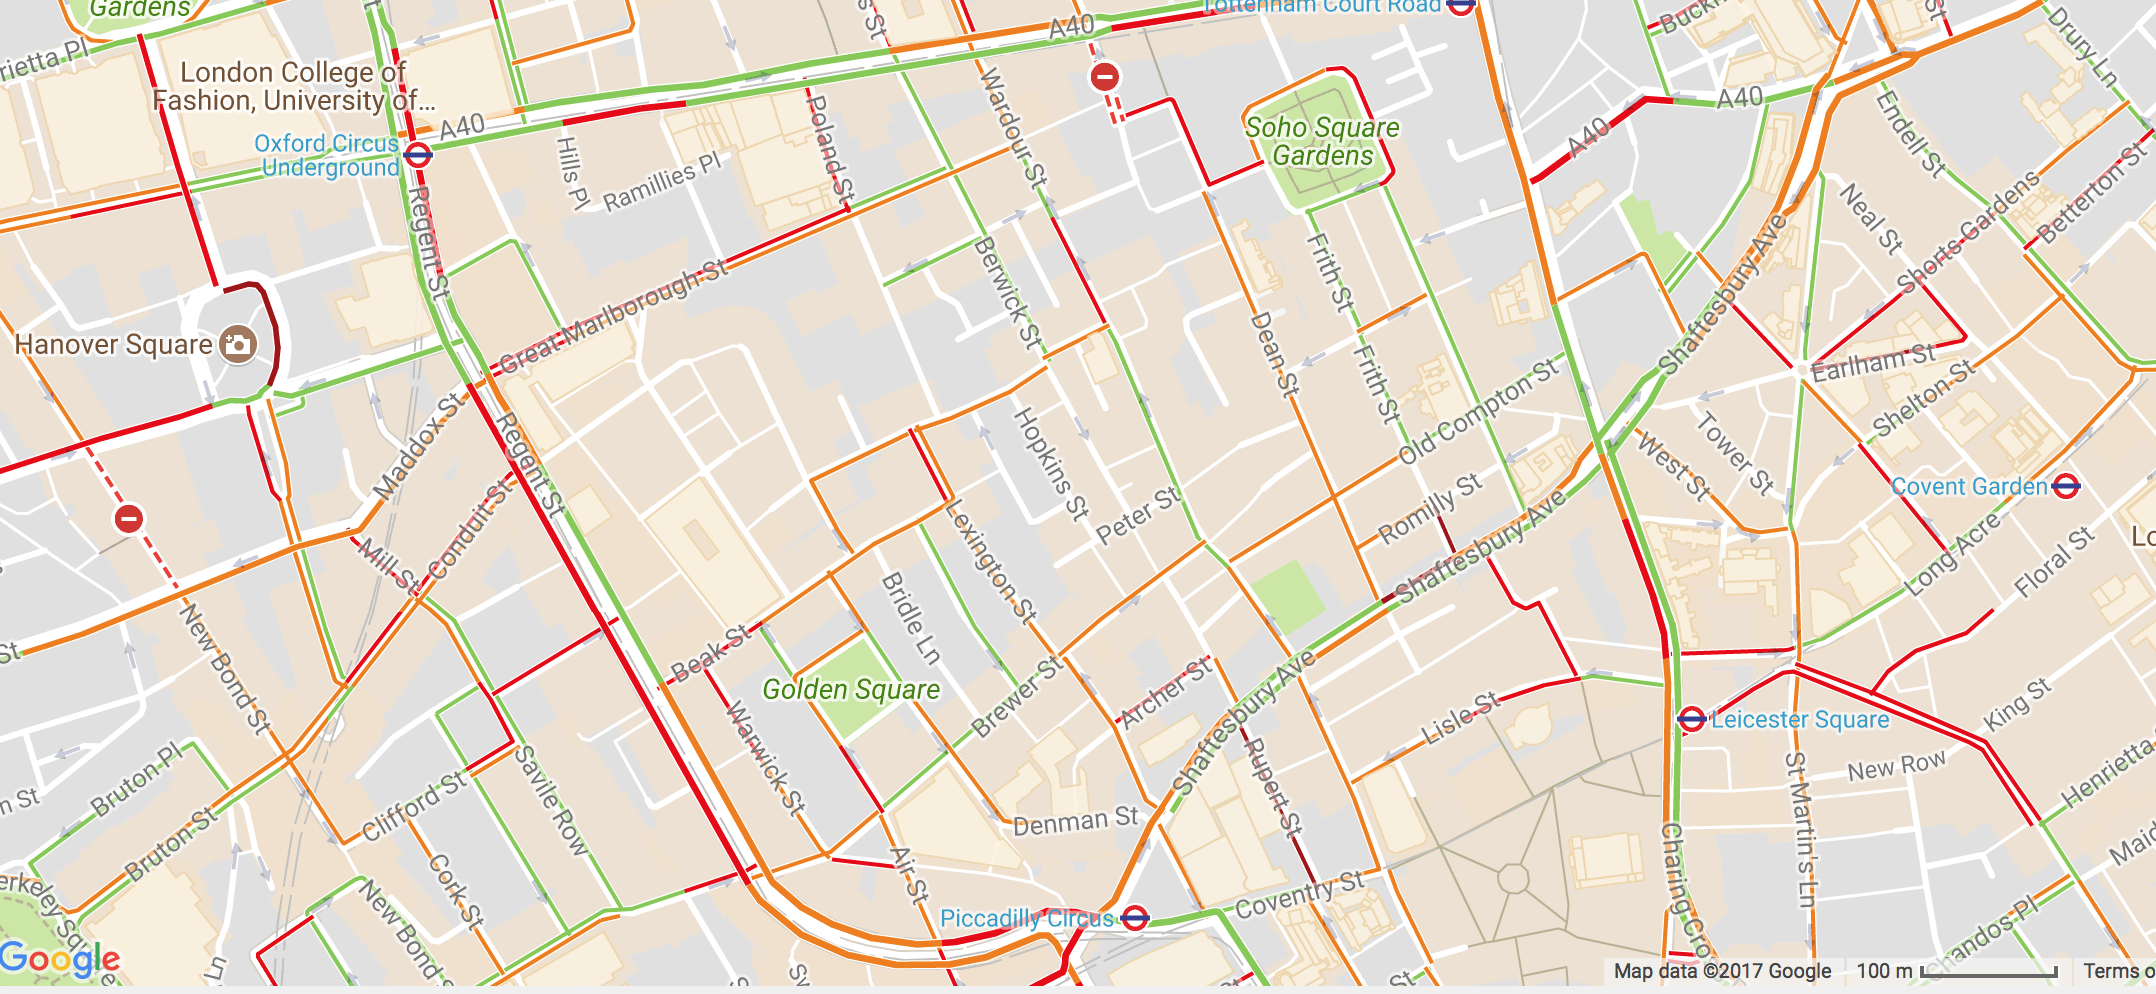 Gardens
Henrietta Pl
London College of
Fashion, University of...
Oxford Circus
Underground
A40
A40
Tottenham Court Road
Drury Ln
A40
A40
Poland St
Wardour St
Hills Pl
Ramillies Pl
Soho Square
Gardens
Endell St
Betterton St
Neal St
Shorts Gardens
Regent St
Great Marlborough St
Berwick St
Frith St
Shaftesbury Ave
Hanover Square
Dean St
Frith St
Earlham St
Maddox St
Regent St
Hopkins St
Old Compton St
Shelton St
West St
Tower St
Conduit St
Mill St
Peter St
Romilly St
Covent Garden
Lexington St
Shaftesbury Ave
Long Acre
Floral St
St
New Bond St
Bridle Ln
Beak St
Golden Square
Brewer St
Archer St
Shaftesbury Ave
Lisle St
Leicester Square
King St
Warwick St
Rupert St
New Row
Henrietta
Bruton Pl
Savile Row
Clifford St
Denman St
St Martin's Ln
Bruton St
Cork St
Air St
Coventry St
Charing Cro
Maid
New Bond S
Piccadilly Circus
Chandos Pl
Google
Ln
St
Map data ©2017 Google
100 m
Terms o